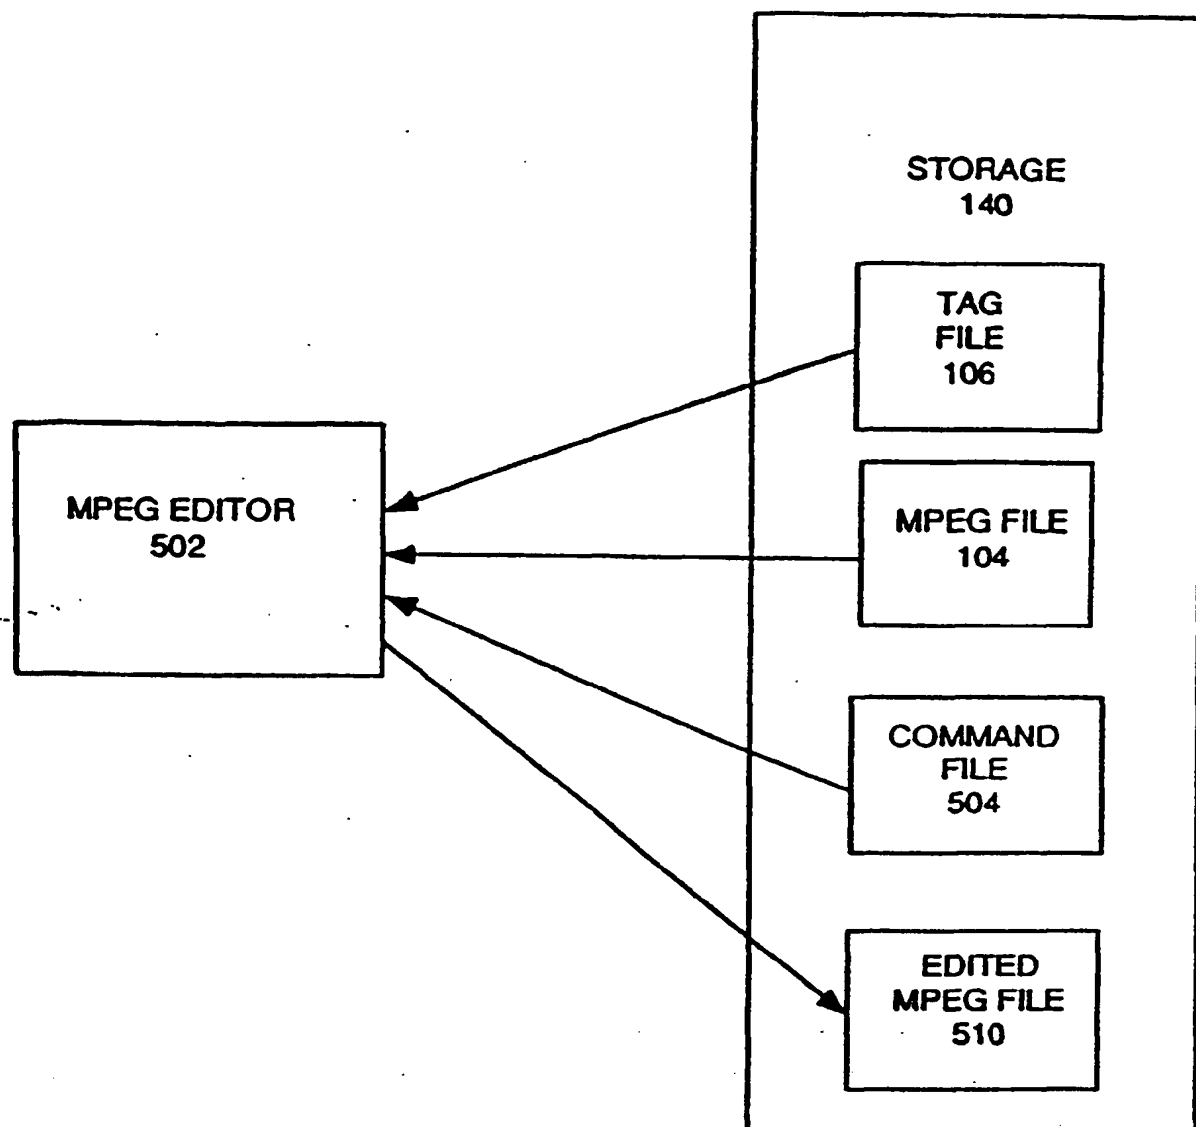 STORAGE
140
TAG
FILE
106
MPEG EDITOR
502
MPEG FILE
104
COMMAND
FILE
504
EDITED
MPEG FILE
510